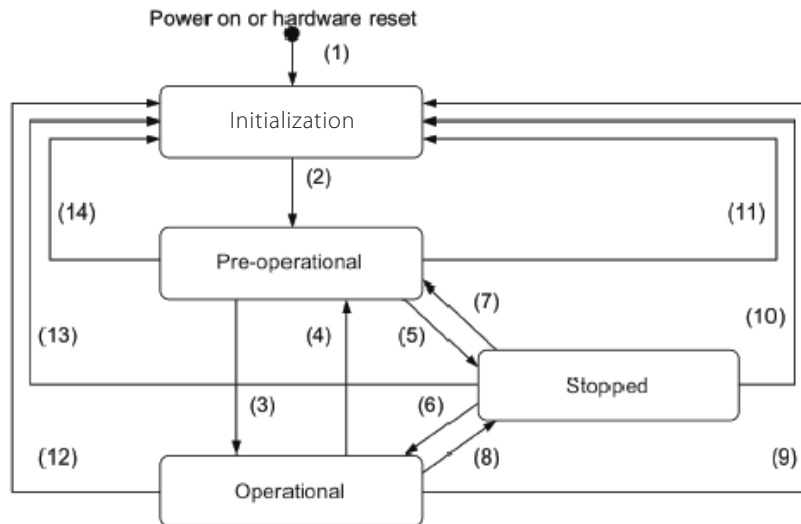 Power on or hardware reset
(1)
Initialization
(2)
(14)
(11)
Pre-operational
(7)
(13)
(4)
(5)
(10)
Stopped
(3)
(6)
(12)
(8)
(9)
Operational